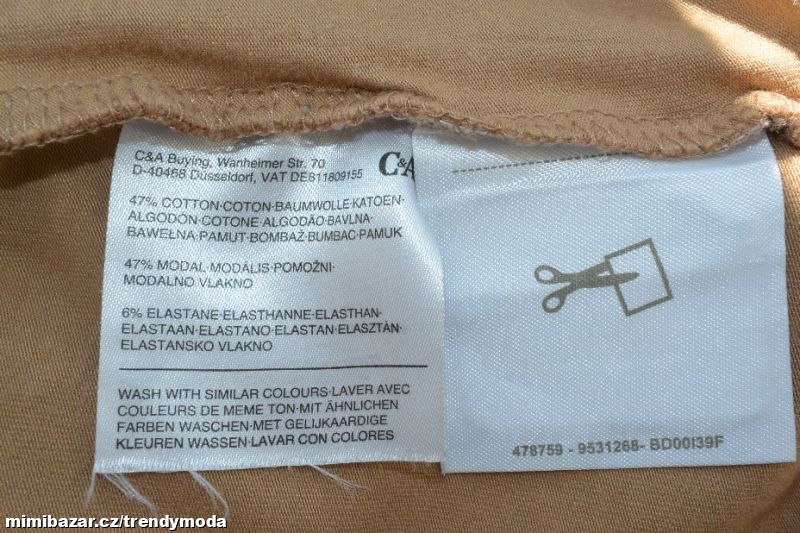 C&A Buying, Wanheimer Str. 70
D-40468 Düsseldorf, VAT DE811809155
C&A
47% COTTON·COTON·BAUMWOLLE·KATOEN·
ALGODÓN·COTONE·ALGODÃO·BAVLNA·
BAWEŁNA·PAMUT·BOMBAŽ·BUMBAC·PAMUK
47% MODAL·MODÁLIS·POMOŽNI·
MODALNO VLAKNO
6% ELASTANE·ELASTHANNE·ELASTHAN·
ELASTAAN·ELASTANO·ELASTAN·ELASZTÁN·
ELASTANSKO VLAKNO
WASH WITH SIMILAR COLOURS·LAVER AVEC
COULEURS DE MEME TON·MIT ÄHNLICHEN
FARBEN WASCHEN·MET GELIJKAARDIGE
KLEUREN WASSEN·LAVAR CON COLORES
478759 - 9531268- BD00I39F
mimibazar.cz/trendymoda